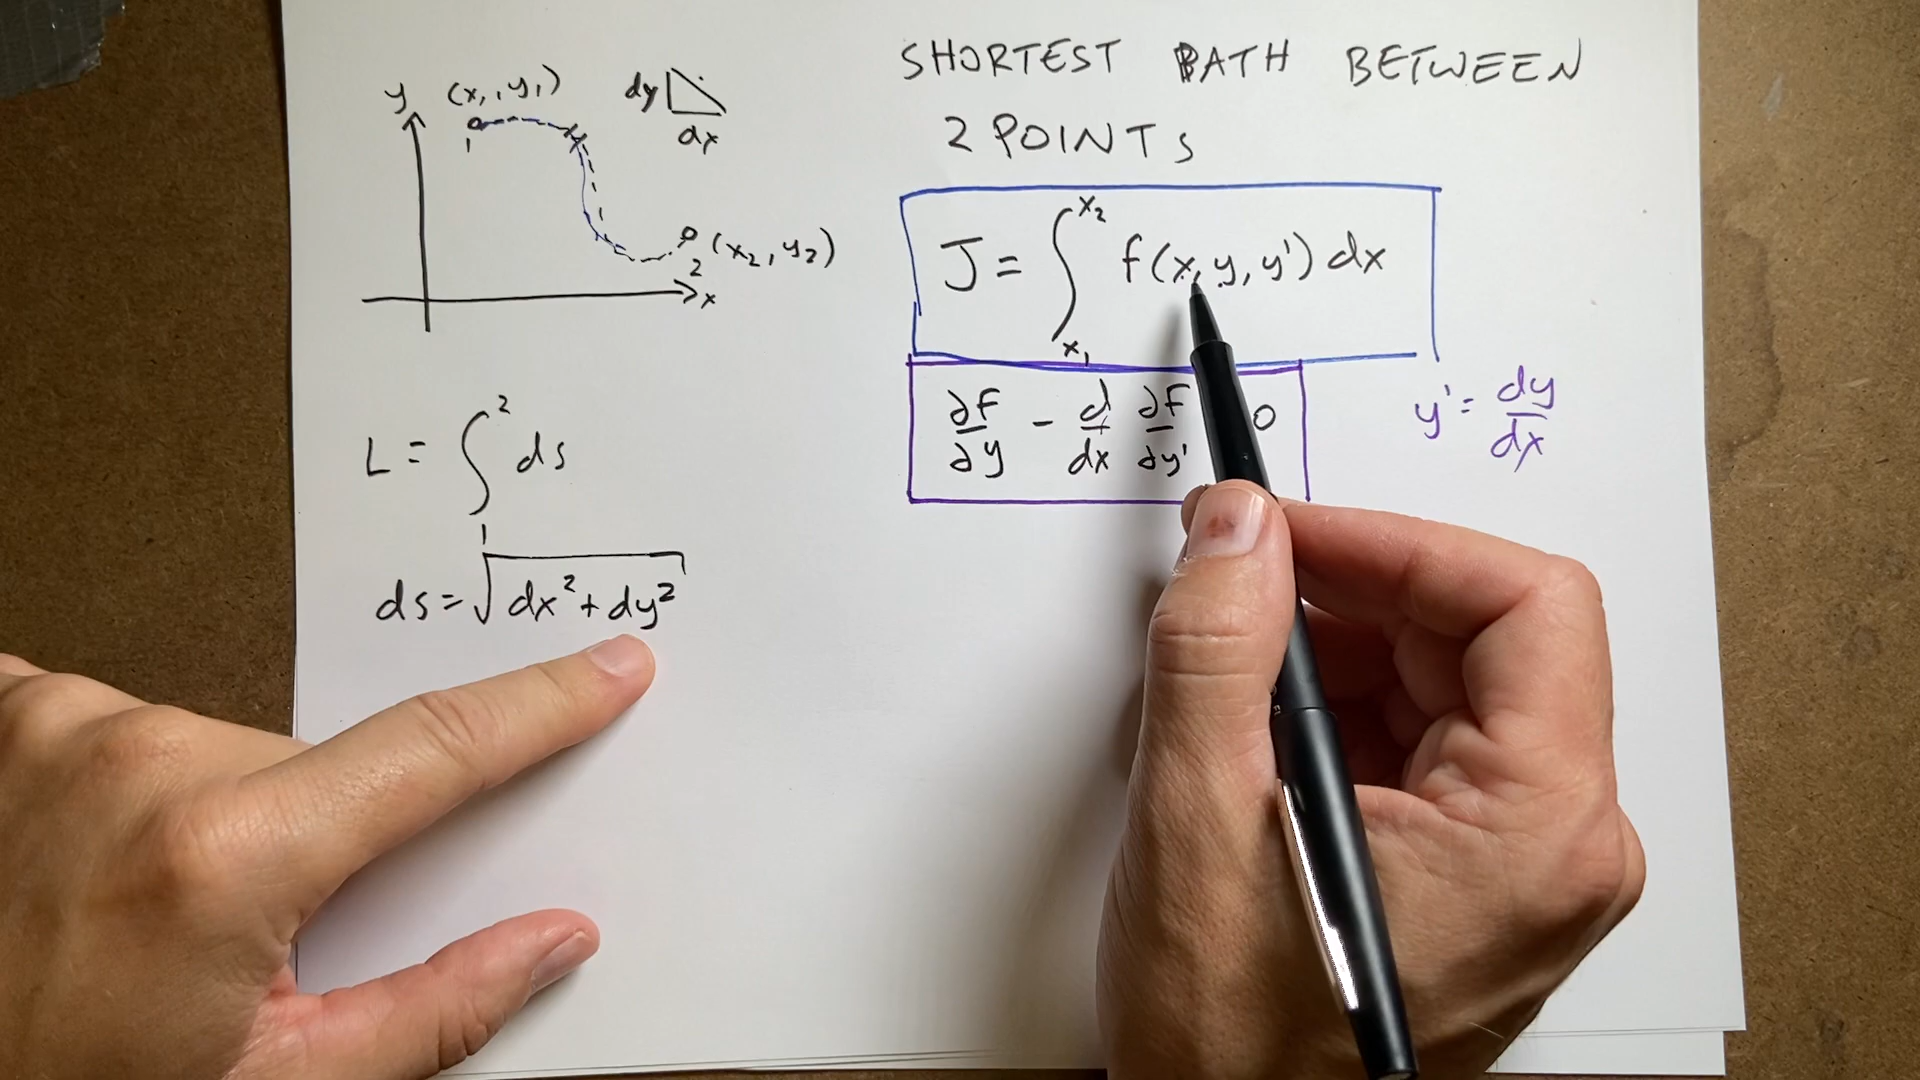 SHORTEST PATH BETWEEN
2 POINTS
y (x₁, y₁) dy
dx
1
(x₂, y₂)
2
x
J = ∫ₓ₁ˣ² f(x, y, y') dx
∂f/∂y - d/dx ∂f/∂y' 0
y' = dy/dx
L = ∫₁² ds
ds = √(dx² + dy²)